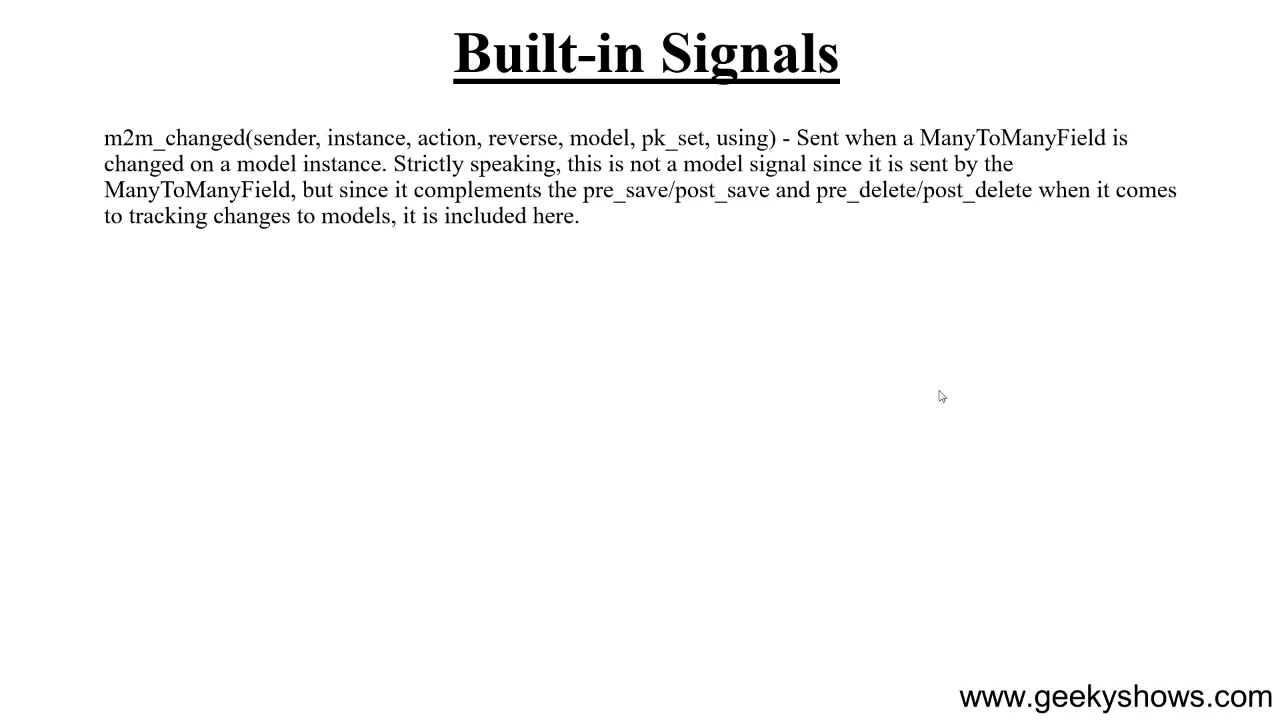 Built-in Signals
m2m_changed(sender, instance, action, reverse, model, pk_set, using) - Sent when a ManyToManyField is
changed on a model instance. Strictly speaking, this is not a model signal since it is sent by the
ManyToManyField, but since it complements the pre_save/post_save and pre_delete/post_delete when it comes
to tracking changes to models, it is included here.
www.geekyshows.com